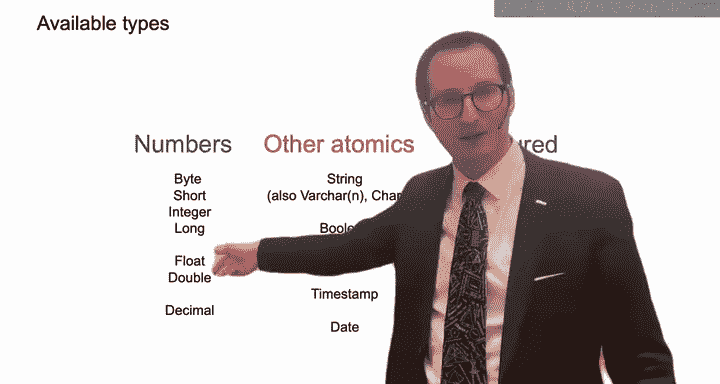 Available types
Numbers
Byte
Short
Integer
Long
Float
Double
Decimal
Other atomics
String
(also Varchar(n),
Timestamp
Date